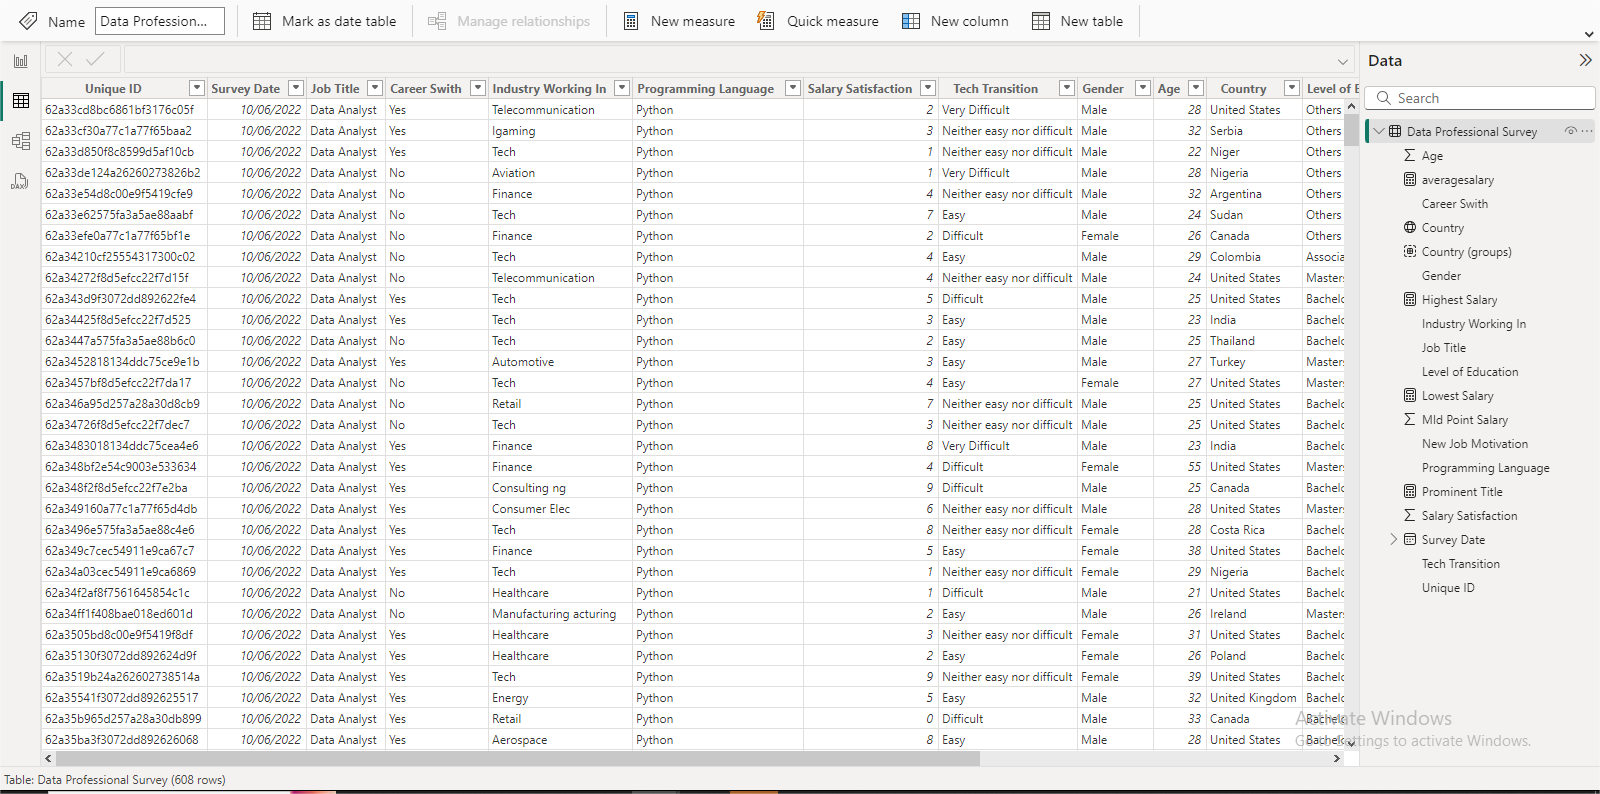 Name Data Profession... Mark as date table Manage relationships New measure Quick measure New column New table
Data
Unique ID Survey Date Job Title Career Swith Industry Working In Programming Language Salary Satisfaction Tech Transition Gender Age Country Level of E
62a33cd8bc6861bf3176c05f 10/06/2022 Data Analyst Yes Telecommunication Python 2 Very Difficult Male 28 United States Others
62a33cf30a77c1a77f65baa2 10/06/2022 Data Analyst Yes Igaming Python 3 Neither easy nor difficult Male 32 Serbia Others
62a33d850f8c8599d5af10cb 10/06/2022 Data Analyst Yes Tech Python 1 Neither easy nor difficult Male 22 Niger Others
62a33de124a26260273826b2 10/06/2022 Data Analyst No Aviation Python 1 Very Difficult Male 28 Nigeria Others
62a33e54d8c00e9f5419cfe9 10/06/2022 Data Analyst No Finance Python 4 Neither easy nor difficult Male 32 Argentina Others
62a33e62575fa3a5ae88aabf 10/06/2022 Data Analyst No Tech Python 7 Easy Male 24 Sudan Others
62a33efe0a77c1a77f65bf1e 10/06/2022 Data Analyst No Finance Python 2 Difficult Female 26 Canada Others
62a34210cf25554317300c02 10/06/2022 Data Analyst No Tech Python 4 Easy Male 29 Colombia Associa
62a34272f8d5efcc22f7d15f 10/06/2022 Data Analyst No Telecommunication Python 4 Neither easy nor difficult Male 24 United States Masters
62a343d9f3072dd892622fe4 10/06/2022 Data Analyst Yes Tech Python 5 Difficult Male 25 United States Bachelo
62a34425f8d5efcc22f7d525 10/06/2022 Data Analyst Yes Tech Python 3 Easy Male 23 India Bachelo
62a3447a575fa3a5ae88b6c0 10/06/2022 Data Analyst No Tech Python 2 Easy Male 25 Thailand Bachelo
62a3452818134ddc75ce9e1b 10/06/2022 Data Analyst Yes Automotive Python 3 Easy Male 27 Turkey Masters
62a3457bf8d5efcc22f7da17 10/06/2022 Data Analyst No Tech Python 4 Easy Female 27 United States Masters
62a346a95d257a28a30d8cb9 10/06/2022 Data Analyst No Retail Python 7 Neither easy nor difficult Male 25 United States Bachelo
62a34726f8d5efcc22f7dec7 10/06/2022 Data Analyst No Tech Python 3 Neither easy nor difficult Male 25 United States Bachelo
62a3483018134ddc75cea4e6 10/06/2022 Data Analyst Yes Finance Python 8 Very Difficult Male 23 India Bachelo
62a348bf2e54c9003e533634 10/06/2022 Data Analyst Yes Finance Python 4 Difficult Female 55 United States Masters
62a348f2f8d5efcc22f7e2ba 10/06/2022 Data Analyst Yes Consulting ng Python 9 Difficult Male 25 Canada Bachelo
62a349160a77c1a77f65d4db 10/06/2022 Data Analyst Yes Consumer Elec Python 6 Neither easy nor difficult Male 28 United States Masters
62a3496e575fa3a5ae88c4e6 10/06/2022 Data Analyst Yes Tech Python 8 Neither easy nor difficult Female 28 Costa Rica Bachelo
62a349c7cec54911e9ca67c7 10/06/2022 Data Analyst Yes Finance Python 5 Easy Female 38 United States Bachelo
62a34a03cec54911e9ca6869 10/06/2022 Data Analyst Yes Tech Python 1 Neither easy nor difficult Female 29 Nigeria Bachelo
62a34f2af8f7561645854c1c 10/06/2022 Data Analyst No Healthcare Python 1 Difficult Male 21 United States Bachelo
62a34ff1f408bae018ed601d 10/06/2022 Data Analyst No Manufacturing acturing Python 2 Easy Male 26 Ireland Masters
62a3505bd8c00e9f5419f8df 10/06/2022 Data Analyst Yes Healthcare Python 3 Neither easy nor difficult Female 31 United States Bachelo
62a35130f3072dd892624d9f 10/06/2022 Data Analyst Yes Healthcare Python 2 Easy Female 26 Poland Bachelo
62a3519b24a262602738514a 10/06/2022 Data Analyst Yes Tech Python 9 Neither easy nor difficult Female 39 United States Bachelo
62a35541f3072dd892625517 10/06/2022 Data Analyst Yes Energy Python 5 Easy Male 32 United Kingdom Bachelo
62a35b965d257a28a30db899 10/06/2022 Data Analyst Yes Retail Python 0 Difficult Male 33 Canada Bachelo
62a35ba3f3072dd892626068 10/06/2022 Data Analyst Yes Aerospace Python 8 Easy Male 28 United States Bachelo
Search
Data Professional Survey
Age
averagesalary
Career Swith
Country
Country (groups)
Gender
Highest Salary
Industry Working In
Job Title
Level of Education
Lowest Salary
MId Point Salary
New Job Motivation
Programming Language
Prominent Title
Salary Satisfaction
Survey Date
Tech Transition
Unique ID
Activate Windows
Go to Settings to activate Windows.
Table: Data Professional Survey (608 rows)